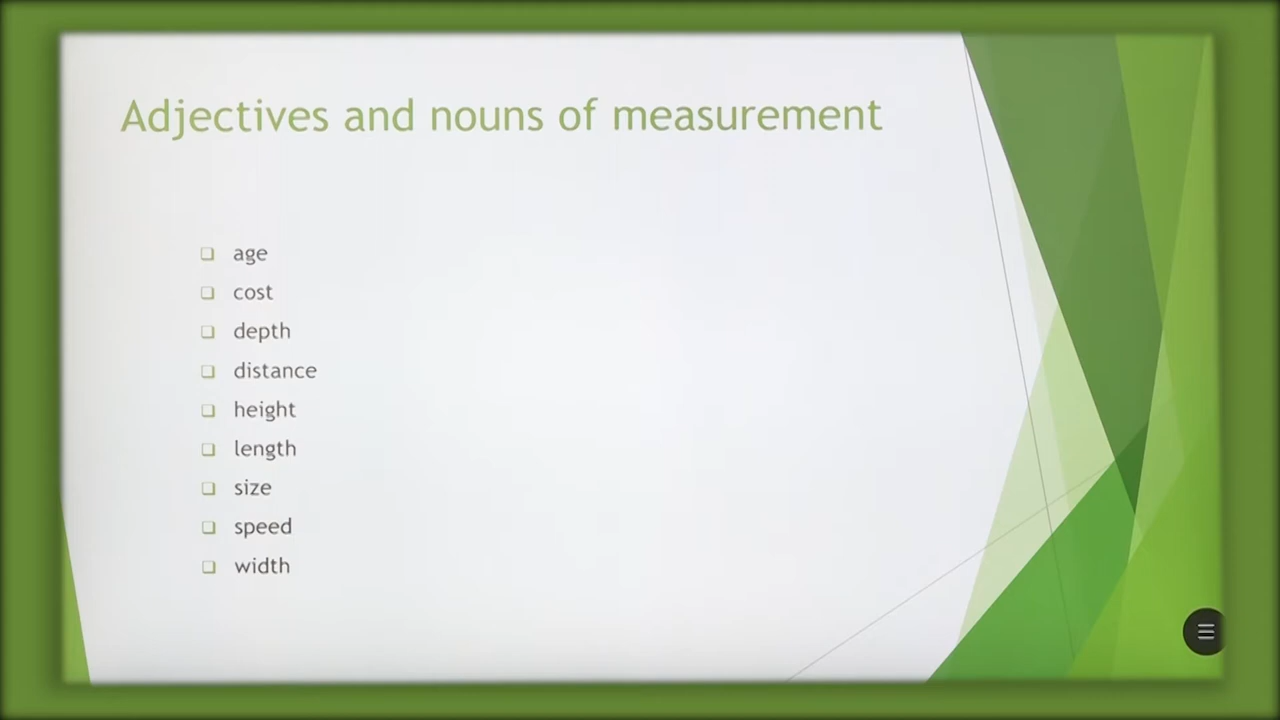 Adjectives and nouns of measurement
age
cost
depth
distance
height
length
size
speed
width